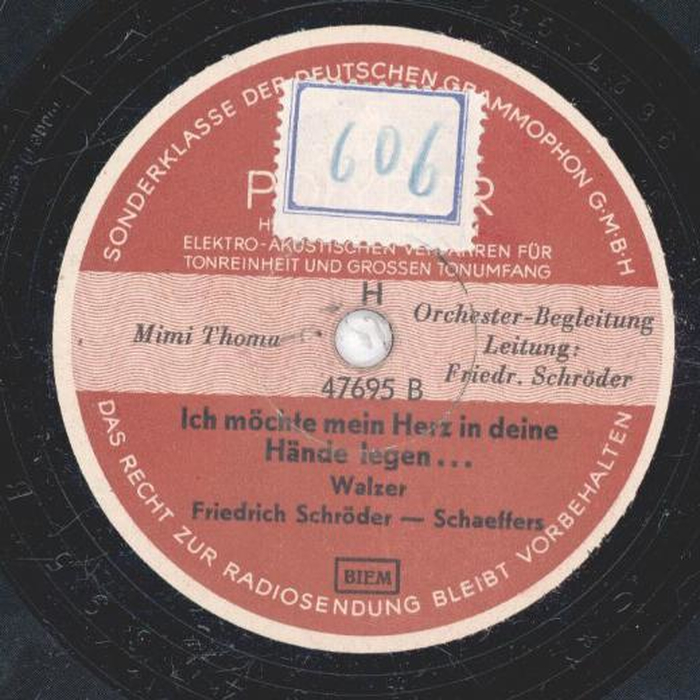 SONDERKLASSE DER DEUTSCHEN GRAMMOPHON G·M·B·H
606
ELEKTRO-AKUSTISCHEN VERFAHREN FÜR
TONREINHEIT UND GROSSEN TONUMFANG
H
Mimi Thoma
Orchester-Begleitung
Leitung:
Friedr. Schröder
47695 B
Ich möchte mein Herz in deine
Hände legen...
Walzer
Friedrich Schröder — Schaeffers
BIEM
DAS RECHT ZUR RADIOSENDUNG BLEIBT VORBEHALTEN